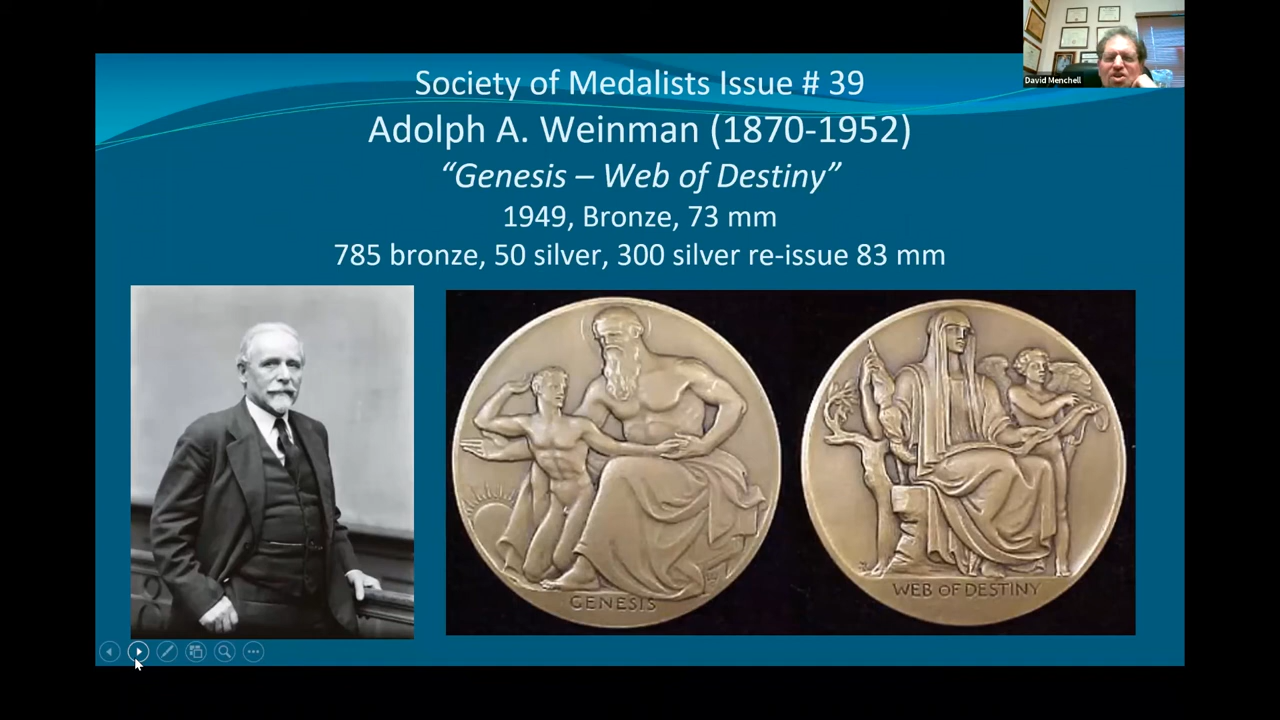 David Menchell
Society of Medalists Issue # 39
Adolph A. Weinman (1870-1952)
“Genesis – Web of Destiny”
1949, Bronze, 73 mm
785 bronze, 50 silver, 300 silver re-issue 83 mm
GENESIS
WEB OF DESTINY